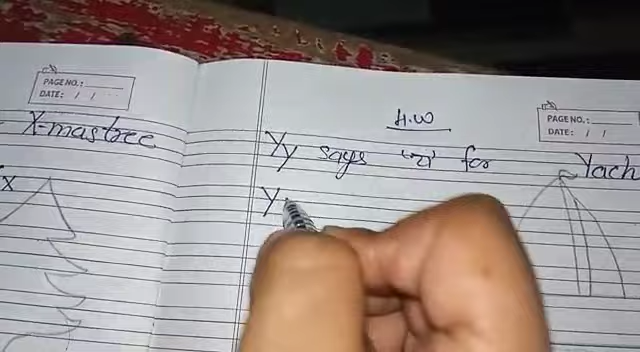 PAGE NO.:
DATE: / /
X-mastree
x
H.W
PAGE NO.:
DATE: / /
Yy says 'या' for Yach
Y